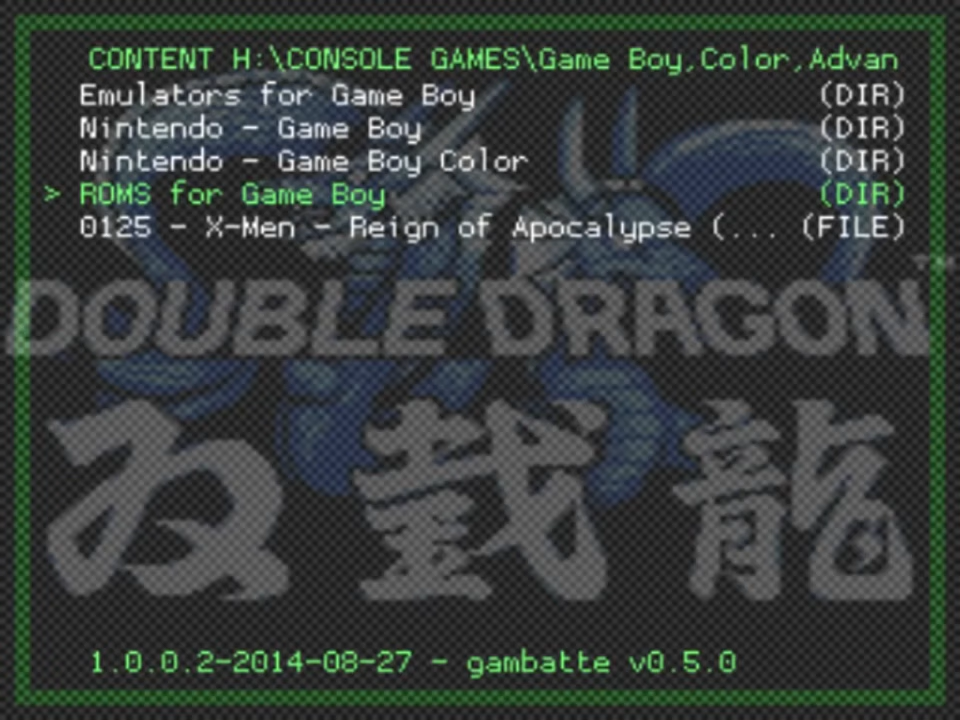 CONTENT H:\CONSOLE GAMES\Game Boy,Color,Advan
Emulators for Game Boy (DIR)
Nintendo - Game Boy (DIR)
Nintendo - Game Boy Color (DIR)
> ROMS for Game Boy (DIR)
0125 - X-Men - Reign of Apocalypse (... (FILE)
DOUBLE DRAGON™
双截龍
1.0.0.2-2014-08-27 - gambatte v0.5.0